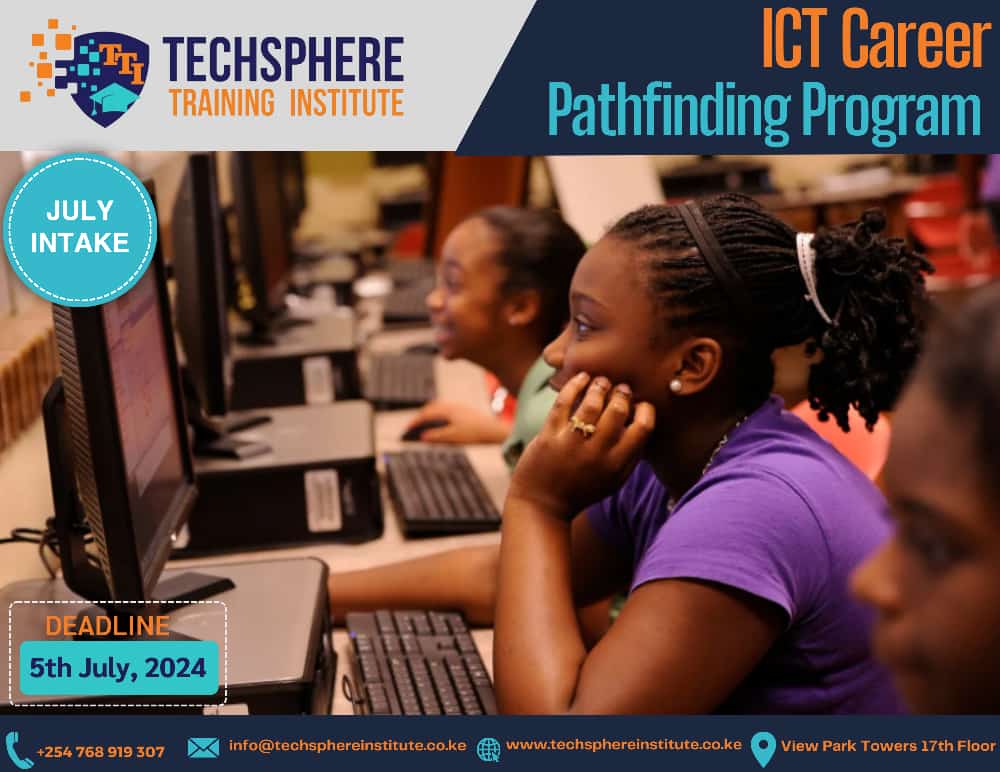 TTI
TECHSPHERE
TRAINING INSTITUTE
ICT Career
Pathfinding Program
JULY
INTAKE
DEADLINE
5th July, 2024
+254 768 919 307
info@techsphereinstitute.co.ke
www.techsphereinstitute.co.ke
View Park Towers 17th Floor